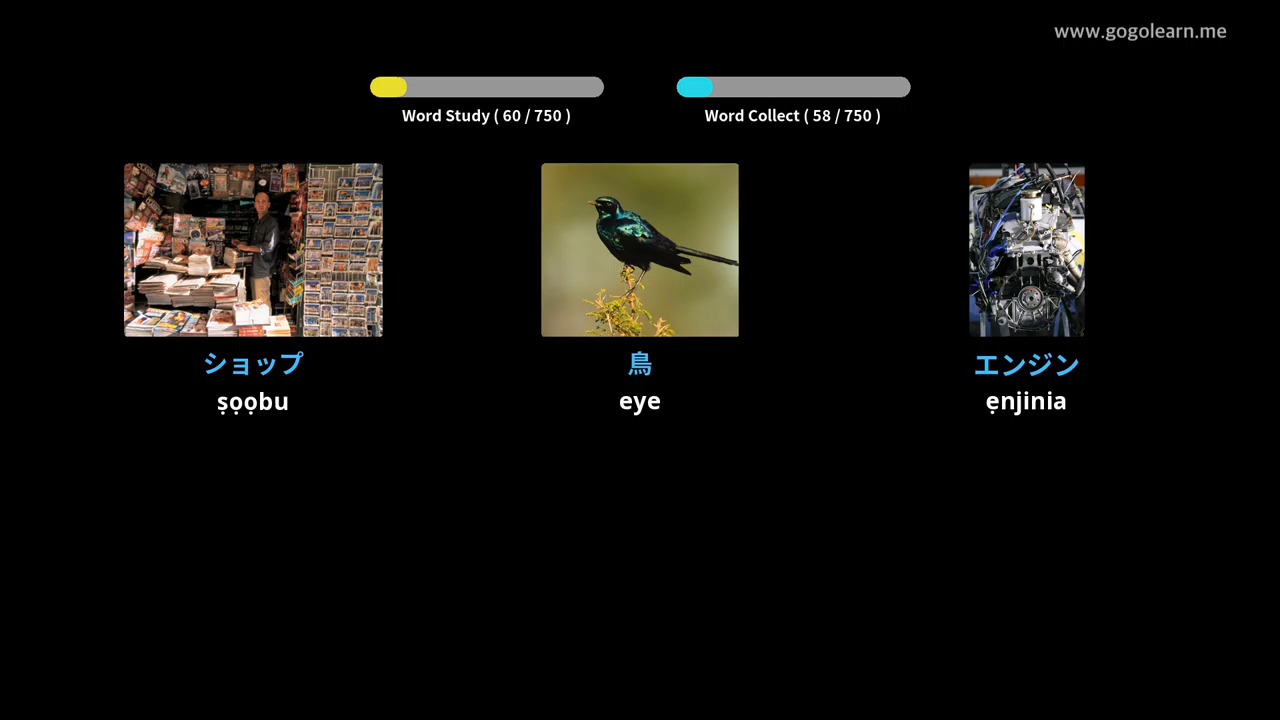 www.gogolearn.me
Word Study ( 60 / 750 )
Word Collect ( 58 / 750 )
ショップ
鳥
エンジン
ṣọọbu
eye
ẹnjinia